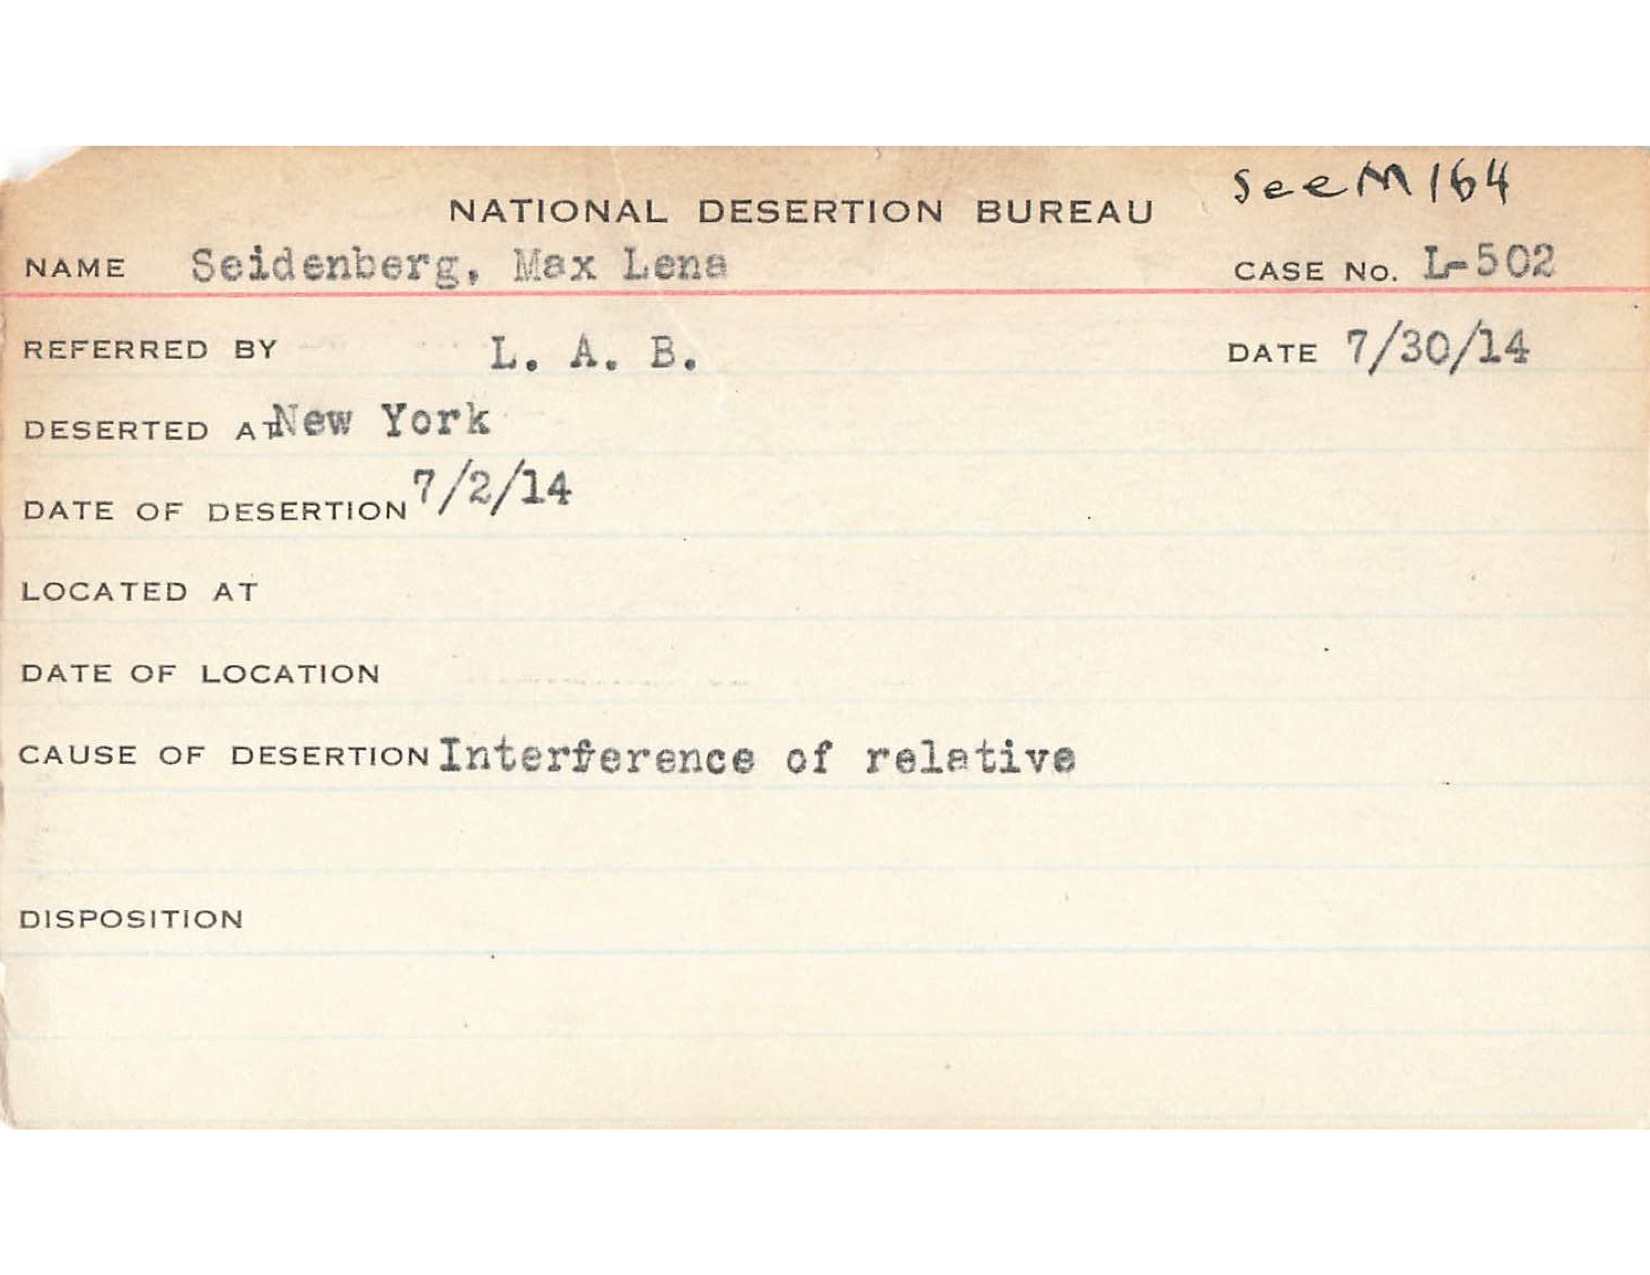 See M164
NATIONAL DESERTION BUREAU
NAME Seidenberg, Max Lena CASE No. L-502
REFERRED BY L. A. B. DATE 7/30/14
DESERTED AT New York
DATE OF DESERTION 7/2/14
LOCATED AT
DATE OF LOCATION
CAUSE OF DESERTION Interference of relative
DISPOSITION